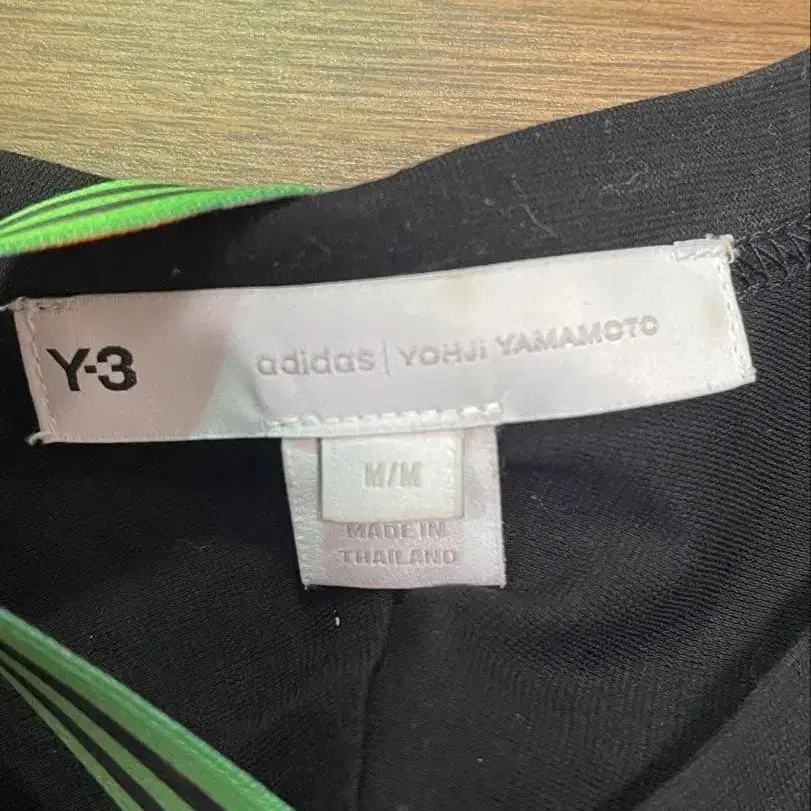 Y-3 adidas | YOHJI YAMAMOTO
M/M
MADE IN
THAILAND